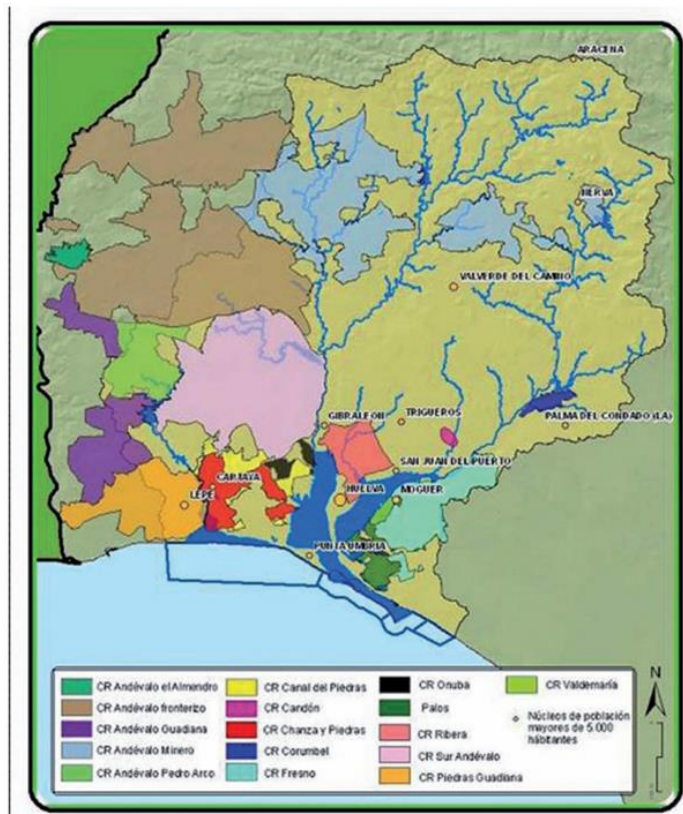 ARACENA
NERVA
VALVERDE DEL CAMINO
GIBRALEON
TRIGUEROS
PALMA DEL CONDADO (LA)
SAN JUAN DEL PUERTO
CARTAYA
LEPE
HUELVA
MOGUER
PUNTA UMBRIA
CR Andévalo el Almendro
CR Andévalo fronterizo
CR Andévalo Guadiana
CR Andévalo Minero
CR Andévalo Pedro Arco
CR Canal del Piedras
CR Candón
CR Chanza y Piedras
CR Corumbel
CR Fresno
CR Onuba
Palos
CR Ribera
CR Sur Andévalo
CR Piedras Guadiana
CR Valdemaría
Núcleos de población
mayores de 5.000
hábitantes
N